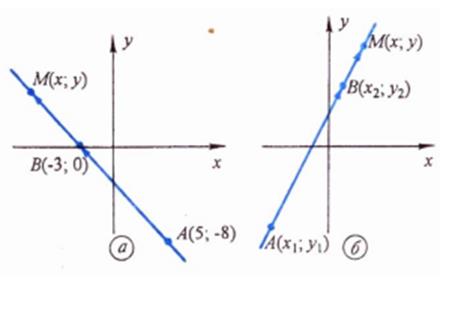 y
M(x; y)
B(-3; 0)
x
A(5; -8)
а
y
M(x; y)
B(x₂; y₂)
x
A(x₁; y₁)
б